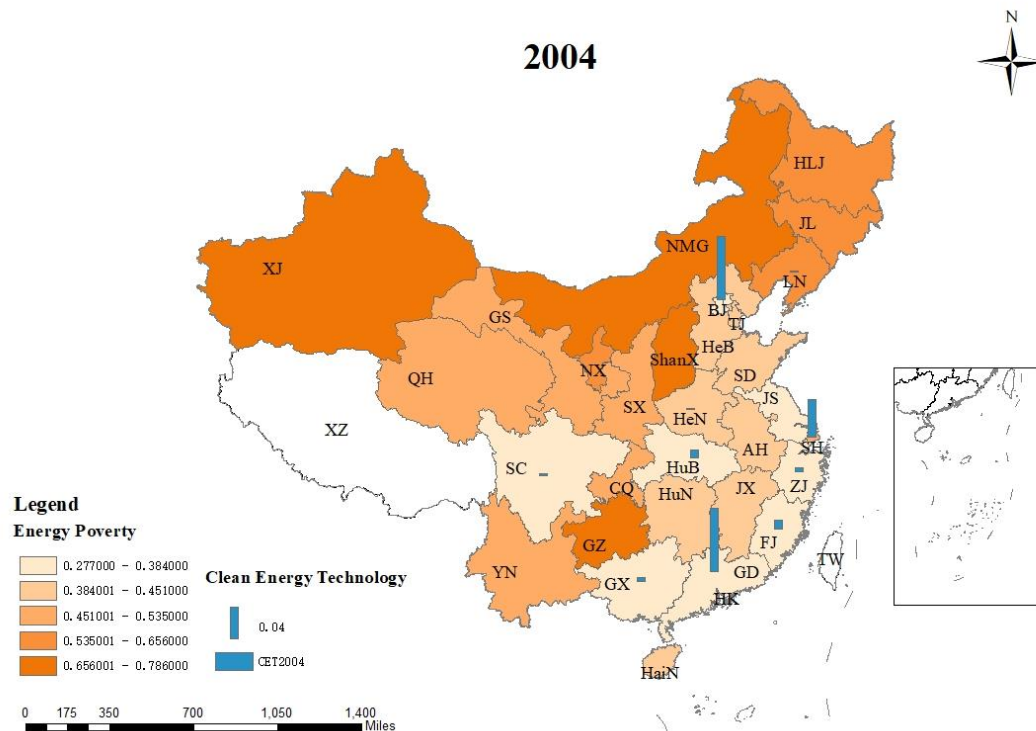 2004
N
HLJ
JL
NMG
LN
XJ
GS
BJ
TJ
HeB
ShanX
NX
QH
SD
SX
JS
HeN
XZ
AH
SH
SC
HuB
ZJ
CQ
HuN
JX
GZ
FJ
TW
YN
GX
GD
HK
HaiN
Legend
Energy Poverty
0.277000 - 0.384000
0.384001 - 0.451000
0.451001 - 0.535000
0.535001 - 0.656000
0.656001 - 0.786000
Clean Energy Technology
0.04
CET2004
0 175 350 700 1,050 1,400
Miles